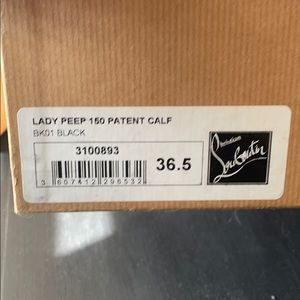 LADY PEEP 150 PATENT CALF
BK01 BLACK
3100893
36.5
3 607412 296532
Christian
Louboutin